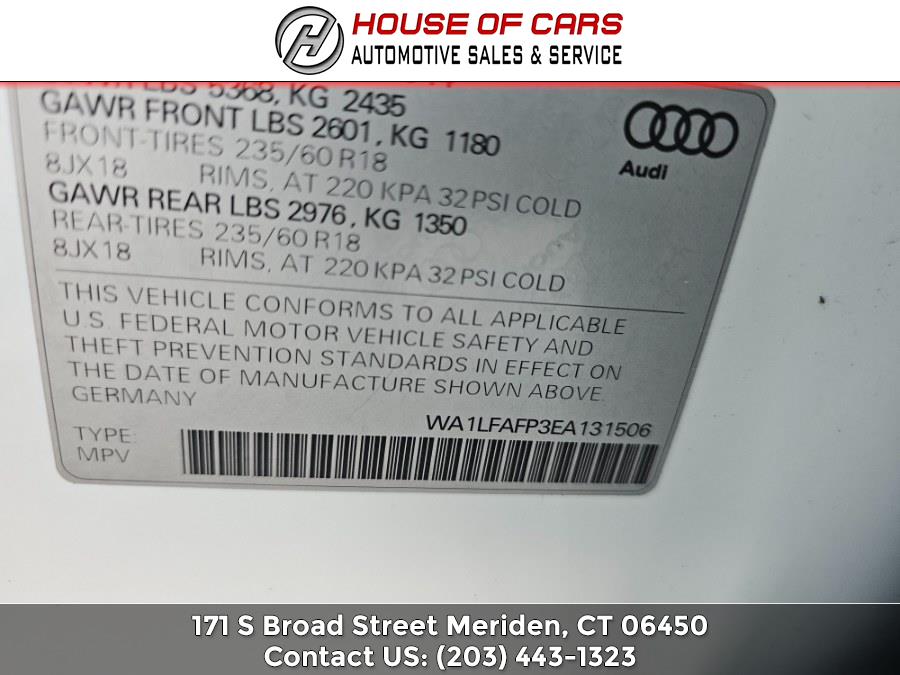 HOUSE OF CARS
AUTOMOTIVE SALES & SERVICE
LBS 5368, KG 2435
GAWR FRONT LBS 2601, KG 1180
FRONT-TIRES 235/60 R18
8JX18 RIMS, AT 220 KPA 32 PSI COLD
GAWR REAR LBS 2976, KG 1350
REAR-TIRES 235/60 R18
8JX18 RIMS, AT 220 KPA 32 PSI COLD
Audi
THIS VEHICLE CONFORMS TO ALL APPLICABLE
U.S. FEDERAL MOTOR VEHICLE SAFETY AND
THEFT PREVENTION STANDARDS IN EFFECT ON
THE DATE OF MANUFACTURE SHOWN ABOVE.
GERMANY
WA1LFAFP3EA131506
TYPE:
MPV
171 S Broad Street Meriden, CT 06450
Contact US: (203) 443-1323